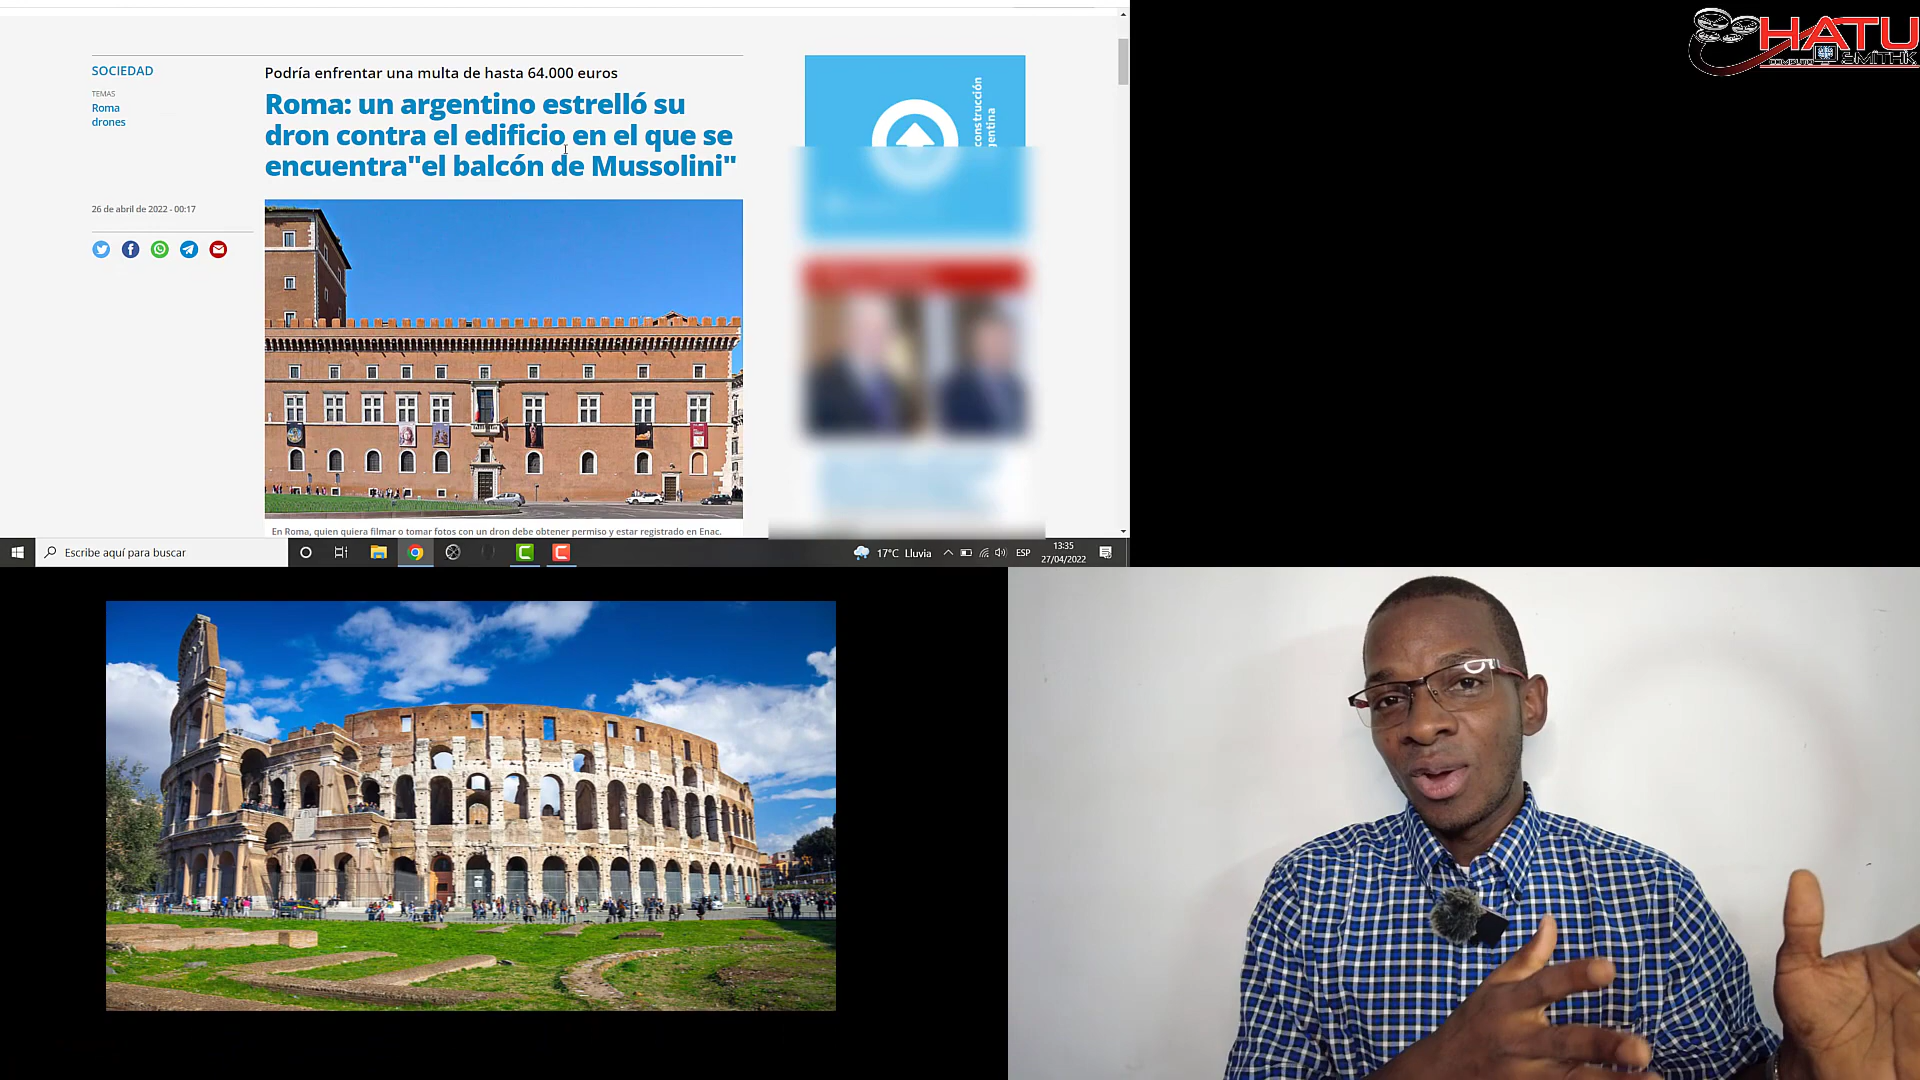 SOCIEDAD
TEMAS
Roma
drones
26 de abril de 2022 - 00:17
Podría enfrentar una multa de hasta 64.000 euros
Roma: un argentino estrelló su
dron contra el edificio en el que se
encuentra"el balcón de Mussolini"
En Roma, quien quiera filmar o tomar fotos con un dron debe obtener permiso y estar registrado en Enac.
construcción
gentina
Escribe aquí para buscar
17°C Lluvia
ESP
13:35
27/04/2022
HATU
SMITHK